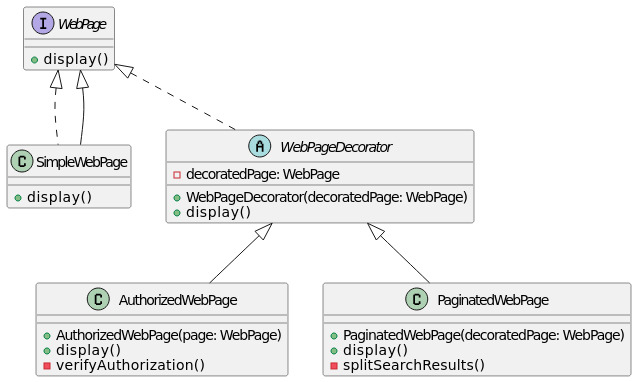 I WebPage
display()
C SimpleWebPage
display()
A WebPageDecorator
decoratedPage: WebPage
WebPageDecorator(decoratedPage: WebPage)
display()
C AuthorizedWebPage
AuthorizedWebPage(page: WebPage)
display()
verifyAuthorization()
C PaginatedWebPage
PaginatedWebPage(decoratedPage: WebPage)
display()
splitSearchResults()